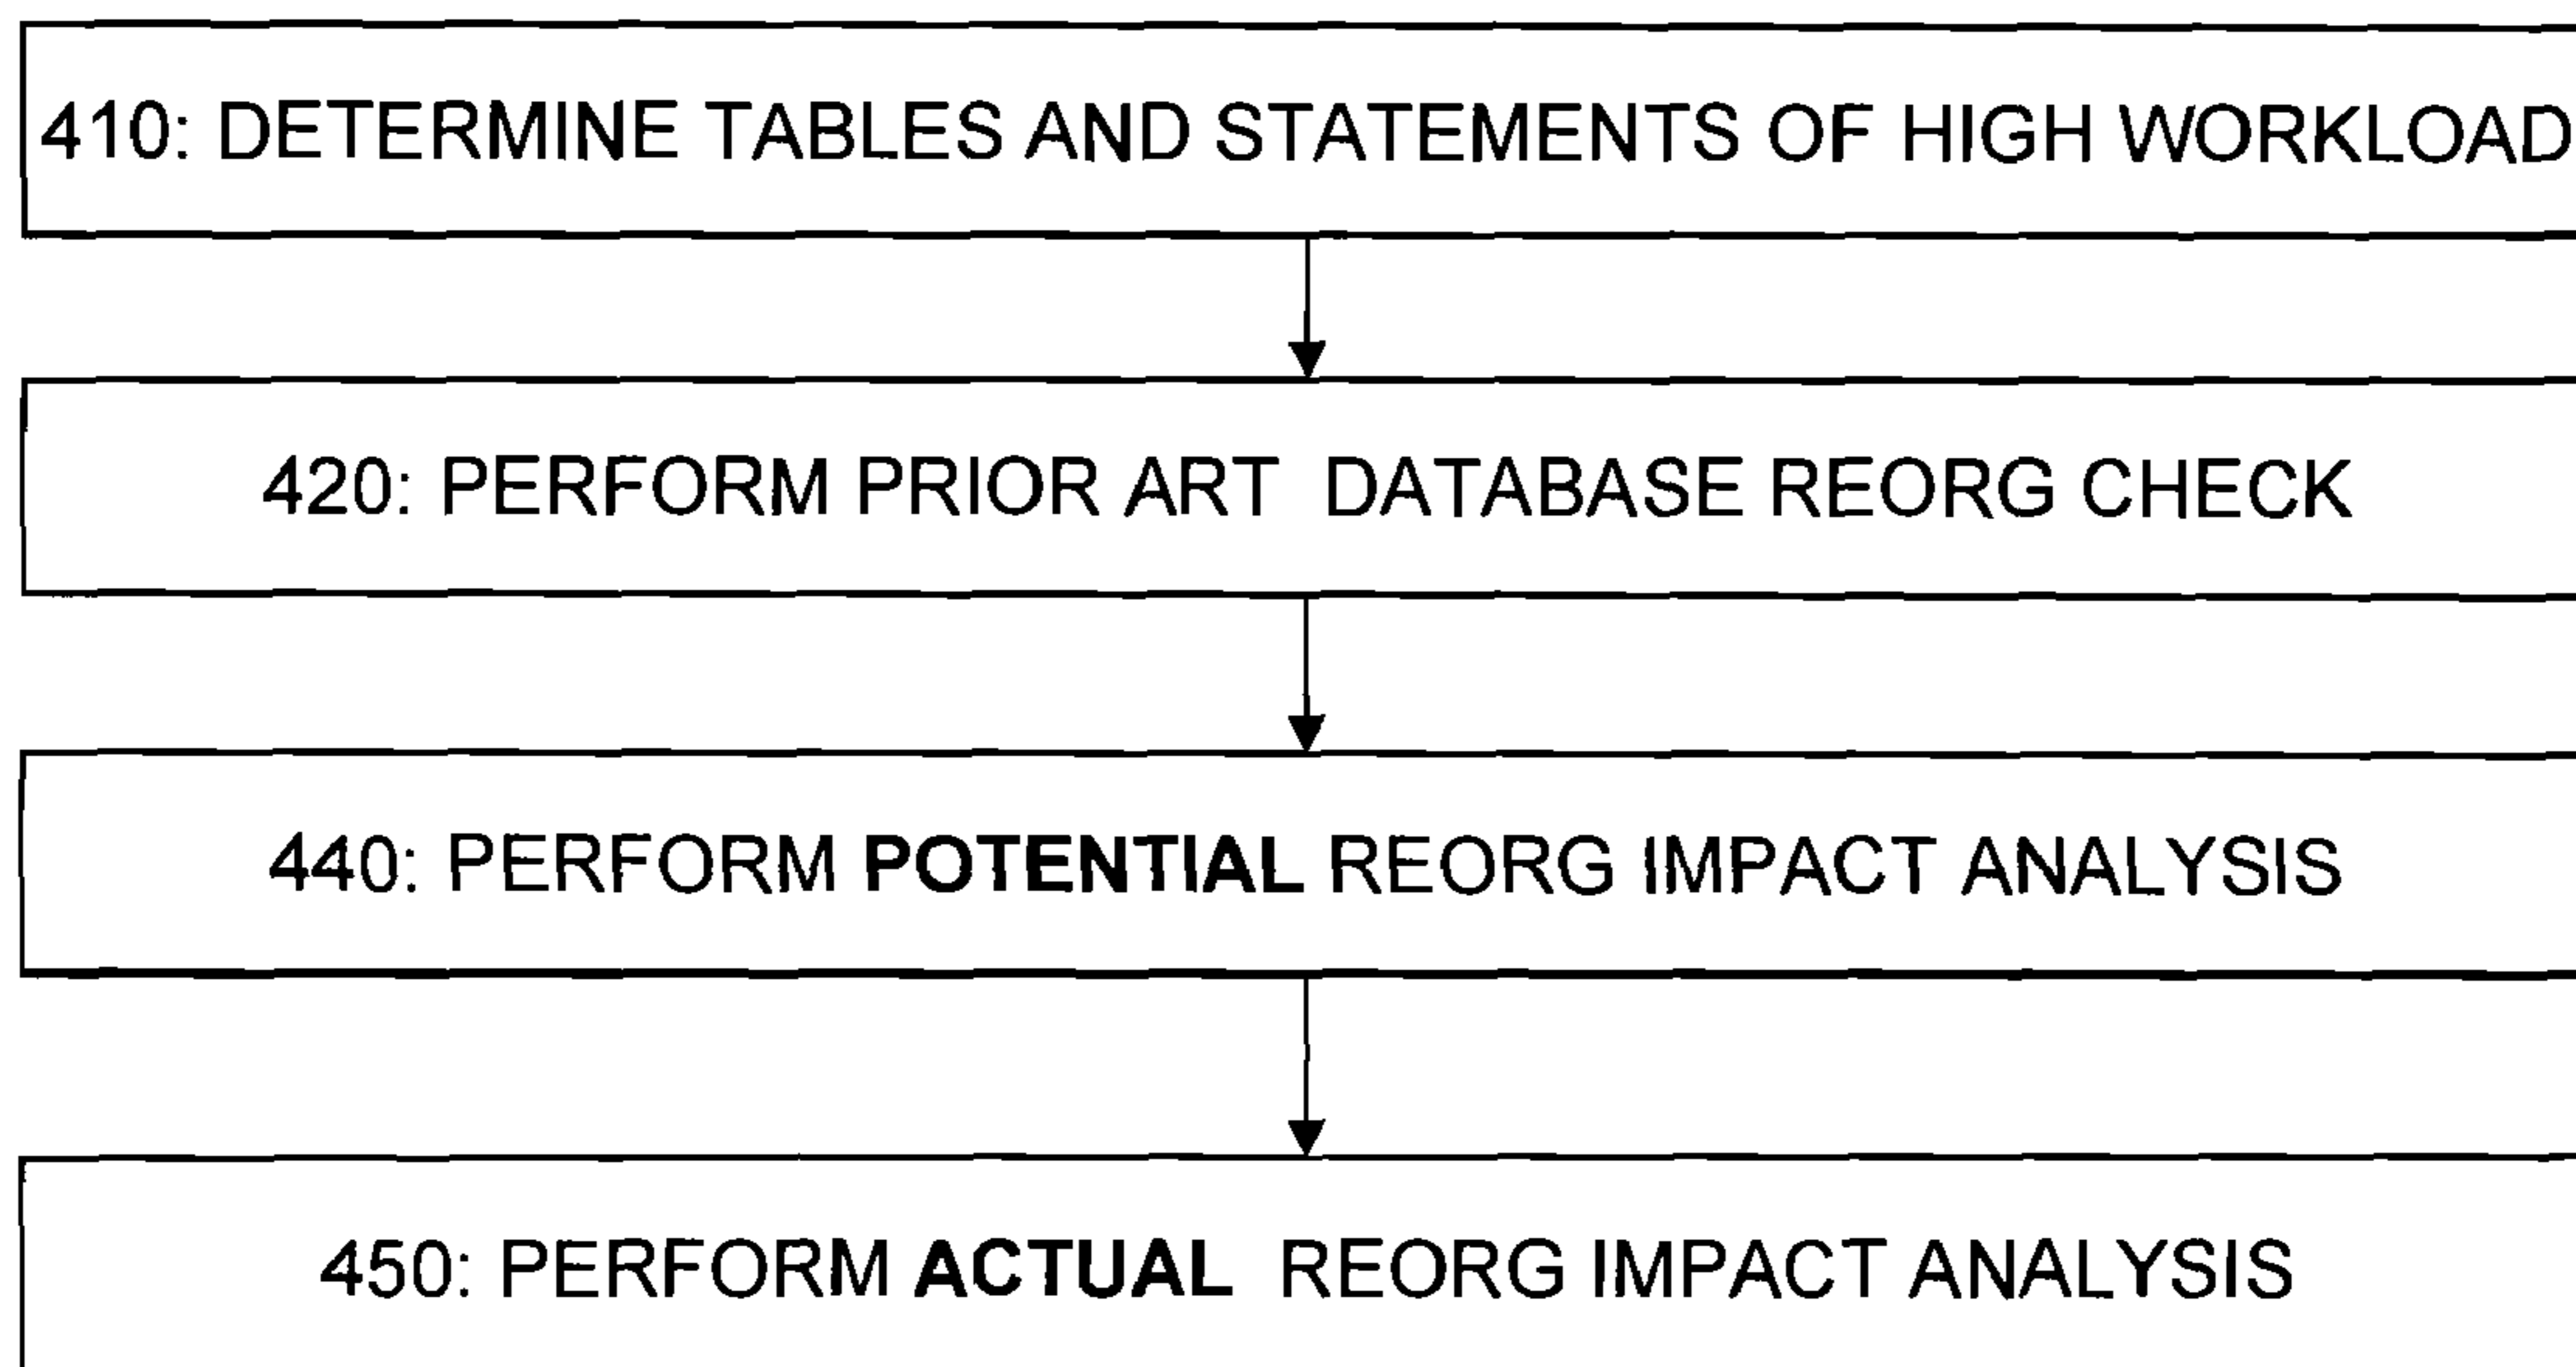 410: DETERMINE TABLES AND STATEMENTS OF HIGH WORKLOAD
420: PERFORM PRIOR ART DATABASE REORG CHECK
440: PERFORM POTENTIAL REORG IMPACT ANALYSIS
450: PERFORM ACTUAL REORG IMPACT ANALYSIS